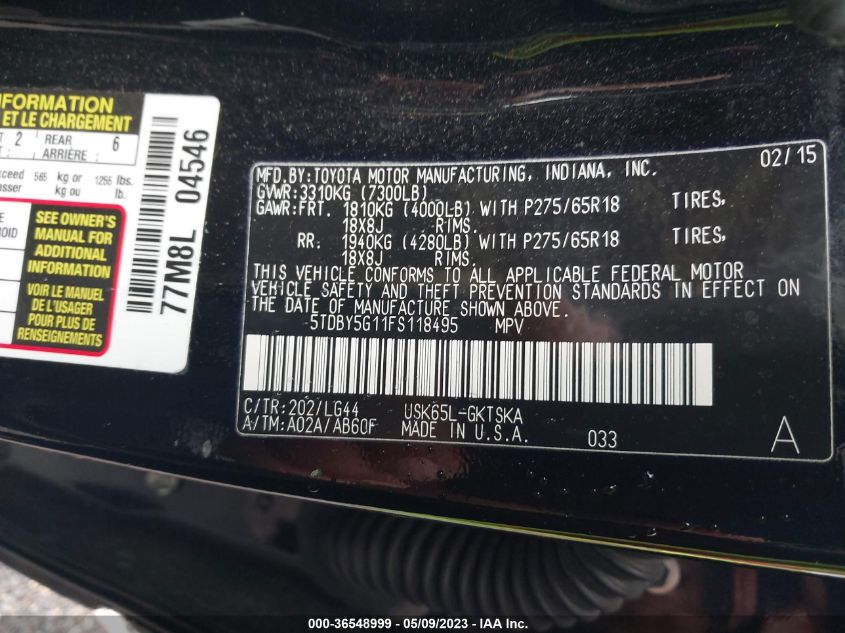 NFORMATION
ET LE CHARGEMENT
2 REAR 6
ARRIÈRE:
565 kg or 1256 lbs.
kg ou lb.
SEE OWNER'S
MANUAL FOR
ADDITIONAL
INFORMATION
VOIR LE MANUEL
DE L'USAGER
POUR PLUS DE
RENSEIGNEMENTS
77M8L 04546
MFD.BY:TOYOTA MOTOR MANUFACTURING, INDIANA, INC. 02/15
GVWR:3310KG (7300LB)
GAWR:FRT. 1810KG (4000LB) WITH P275/65R18 TIRES,
18X8J RIMS.
RR: 1940KG (4280LB) WITH P275/65R18 TIRES,
18X8J RIMS.
THIS VEHICLE CONFORMS TO ALL APPLICABLE FEDERAL MOTOR
VEHICLE SAFETY AND THEFT PREVENTION STANDARDS IN EFFECT ON
THE DATE OF MANUFACTURE SHOWN ABOVE.
5TDBY5G11FS118495 MPV
C/TR:202/LG44 USK65L-GKTSKA
A/TM:A02A/AB60F MADE IN U.S.A. 033 A
000-36548999 - 05/09/2023 - IAA Inc.